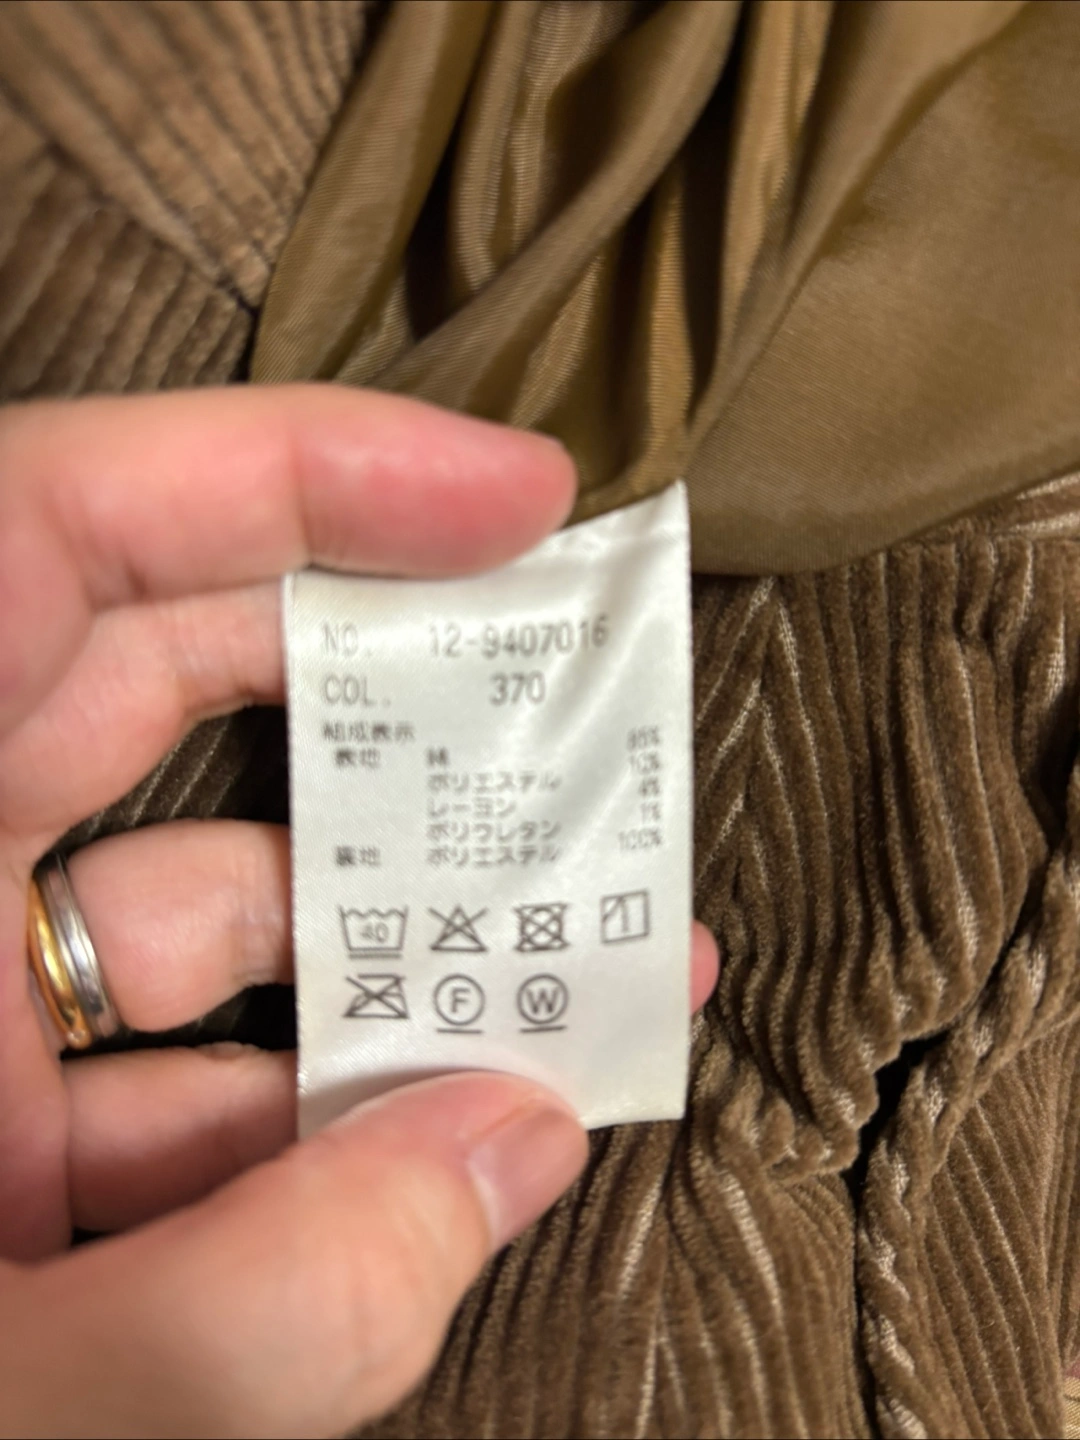 NO. 12-9407016
COL. 370
組成表示
表地 綿 85%
ポリエステル 10%
レーヨン 4%
ポリウレタン 1%
裏地 ポリエステル 100%
40
F W